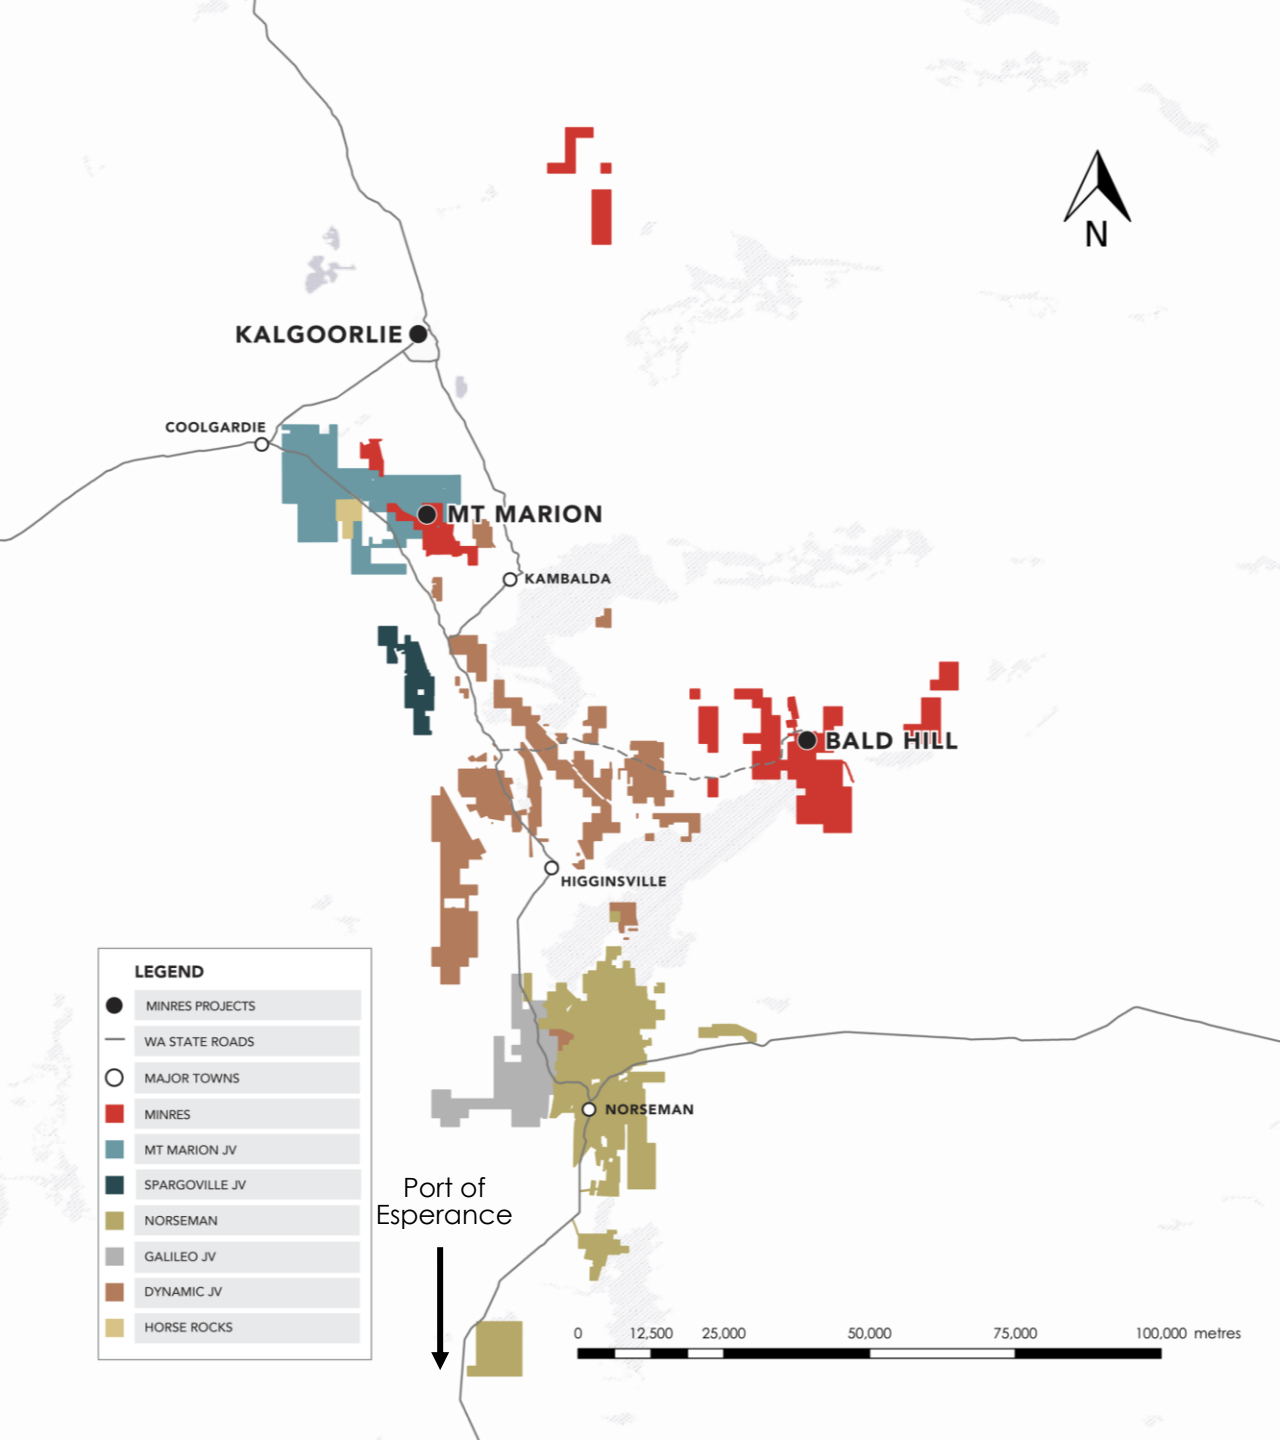 N
KALGOORLIE
COOLGARDIE
MT MARION
KAMBALDA
BALD HILL
HIGGINSVILLE
LEGEND
MINRES PROJECTS
WA STATE ROADS
MAJOR TOWNS
MINRES
MT MARION JV
SPARGOVILLE JV
NORSEMAN
GALILEO JV
DYNAMIC JV
HORSE ROCKS
NORSEMAN
Port of
Esperance
0 12,500 25,000 50,000 75,000 100,000 metres